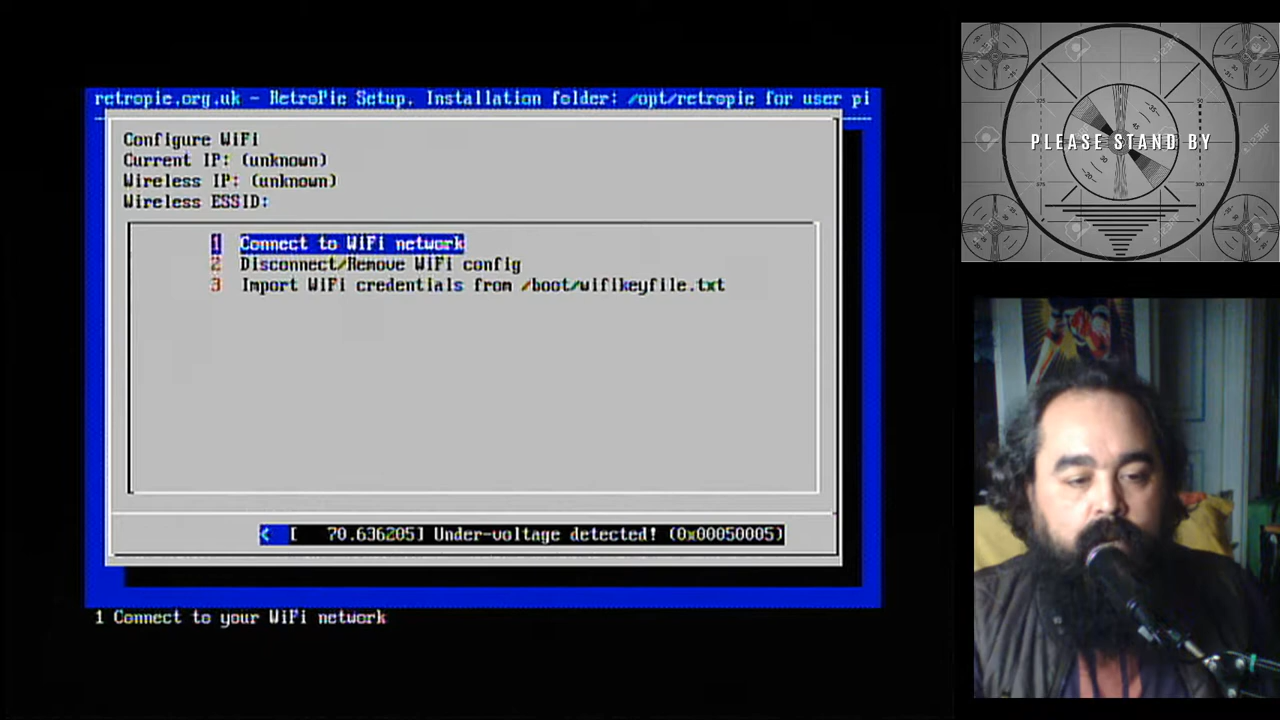 retropie.org.uk - RetroPie Setup. Installation folder: /opt/retropie for user pi
Configure WiFi
Current IP: (unknown)
Wireless IP: (unknown)
Wireless ESSID:
1 Connect to WiFi network
2 Disconnect/Remove WiFi config
3 Import WiFi credentials from /boot/wifikeyfile.txt
< [ 70.636205] Under-voltage detected! (0x00050005)
1 Connect to your WiFi network
PLEASE STAND BY